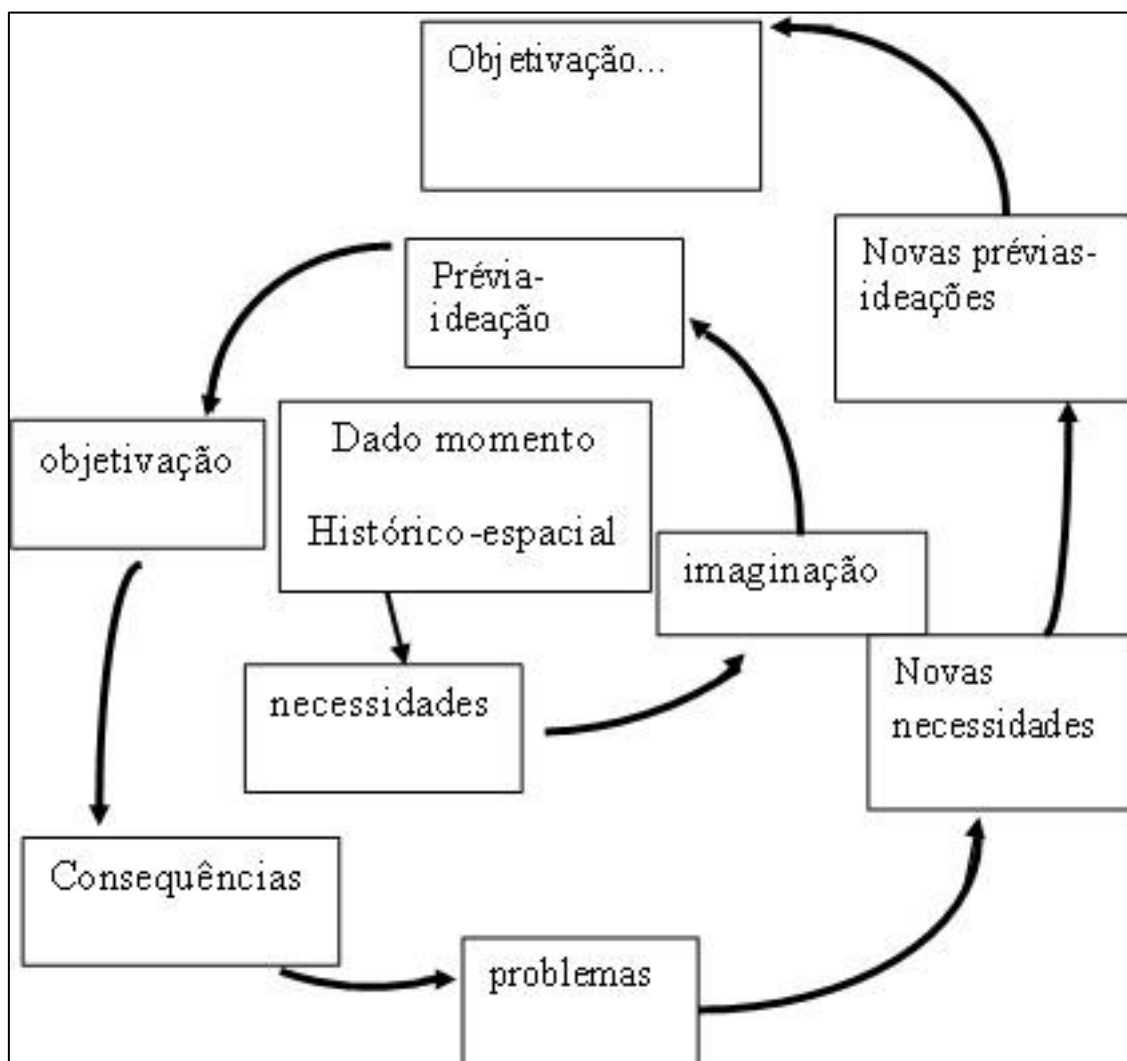 Objetivação...
Novas prévias-
ideações
Prévia-
ideação
objetivação
Dado momento
Histórico-espacial
imaginação
necessidades
Novas
necessidades
Consequências
problemas